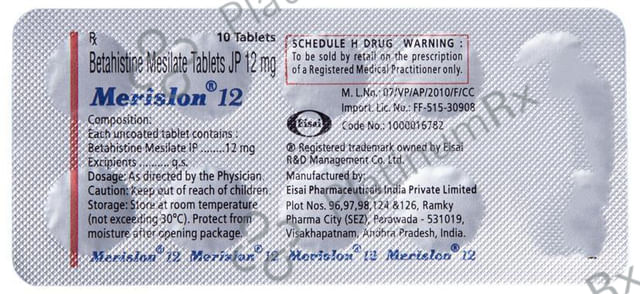 Rx
10 Tablets
Betahistine Mesilate Tablets JP 12 mg
Merislon® 12
Composition:
Each uncoated tablet contains :
Betahistine Mesilate JP ........12 mg
Excipients ......... q.s.
Dosage: As directed by the Physician.
Caution: Keep out of reach of children.
Storage: Store at room temperature
(not exceeding 30°C). Protect from
moisture after opening package.
SCHEDULE H DRUG WARNING :
To be sold by retail on the prescription
of a Registered Medical Practitioner only.
M. L.No.: 07/VP/AP/2010/F/CC
Import. Lic. No.: FF-515-30908
Eisai
Code No.: 1000016782
® Registered trademark owned by Eisai
R&D Management Co. Ltd.
Manufactured by:
Eisai Pharmaceuticals India Private Limited
Plot Nos. 96,97,98,124 &126, Ramky
Pharma City (SEZ), Parawada - 531019,
Visakhapatnam, Andhra Pradesh, India.
Merislon® 12 Merislon® 12 Merislon® 12 Merislon® 12
PlatinumRx